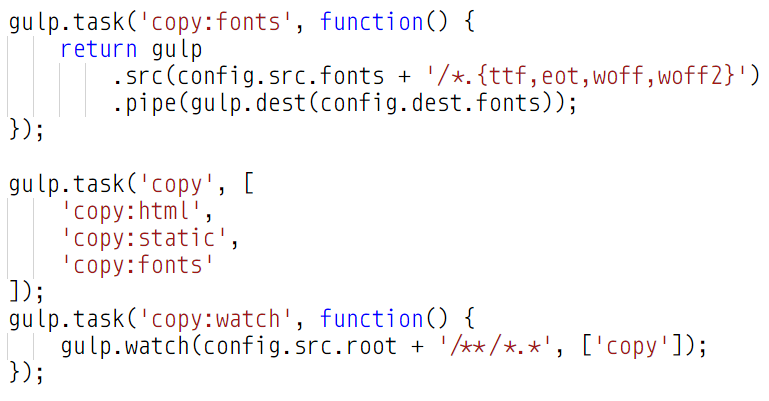 gulp.task('copy:fonts', function() {
    return gulp
        .src(config.src.fonts + '/*.{ttf,eot,woff,woff2}')
        .pipe(gulp.dest(config.dest.fonts));
});

gulp.task('copy', [
    'copy:html',
    'copy:static',
    'copy:fonts'
]);
gulp.task('copy:watch', function() {
    gulp.watch(config.src.root + '/**/*.*', ['copy']);
});